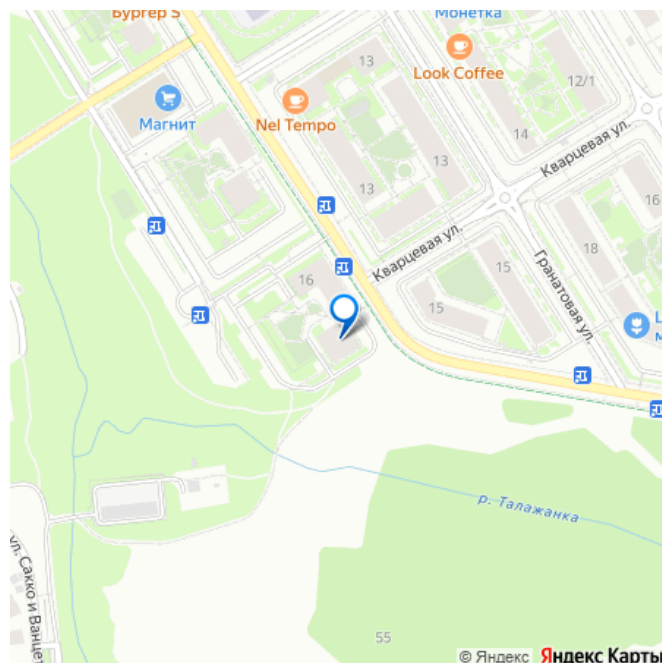 Бургер S
Монетка
13
Look Coffee
12/1
Магнит
Nel Tempo
14
Кварцевая ул.
13
13
16
Кварцевая ул.
18
Гранатовая ул.
15
16
15
р. Талажанка
ул. Сакко и Ванцет
55
© Яндекс Яндекс Карты